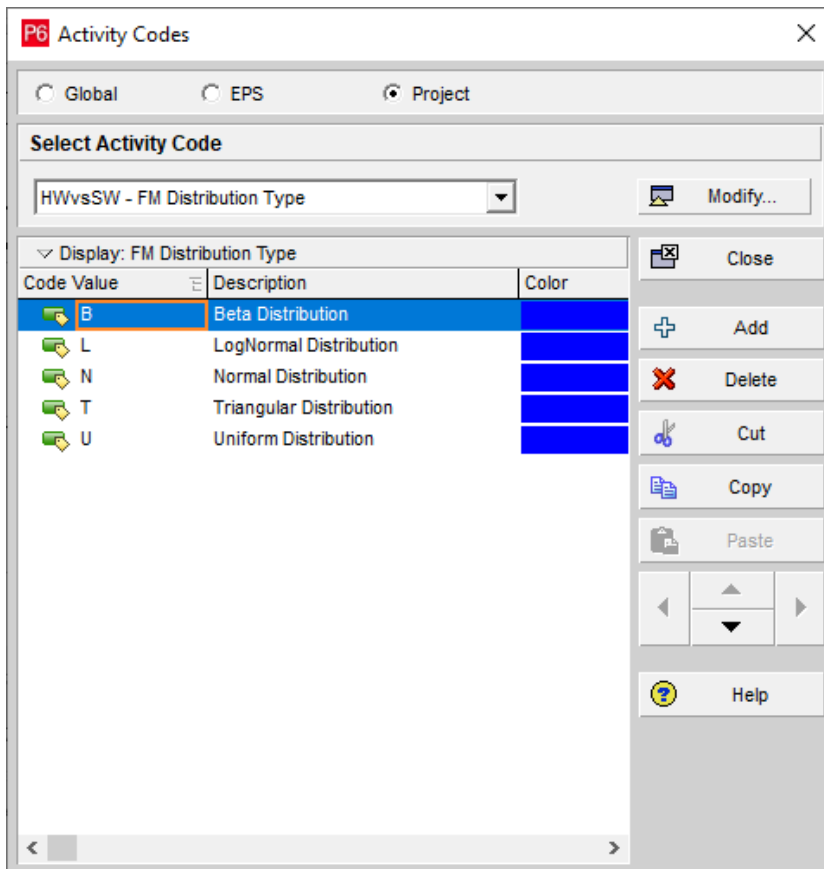 P6 Activity Codes
Global EPS Project
Select Activity Code
HWvsSW - FM Distribution Type
Modify...
Display: FM Distribution Type
Code Value Description Color
B Beta Distribution
L LogNormal Distribution
N Normal Distribution
T Triangular Distribution
U Uniform Distribution
Close
Add
Delete
Cut
Copy
Paste
Help